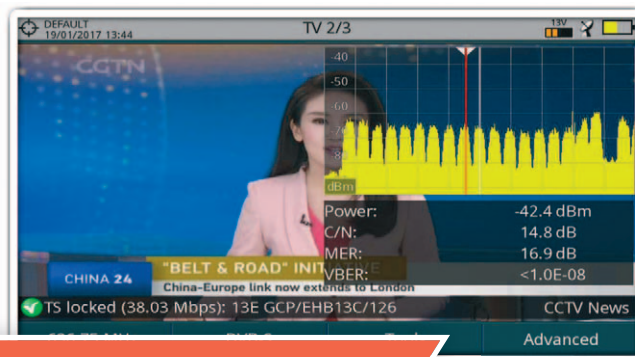 DEFAULT
19/01/2017 13:44
TV 2/3
13V
CGTN
-40
-50
-60
-70
-80
dBm
Power: -42.4 dBm
C/N: 14.8 dB
MER: 16.9 dB
VBER: <1.0E-08
"BELT & ROAD" INITIATIVE
CHINA 24
China-Europe link now extends to London
TS locked (38.03 Mbps): 13E GCP/EHB13C/126
CCTV News
Advanced